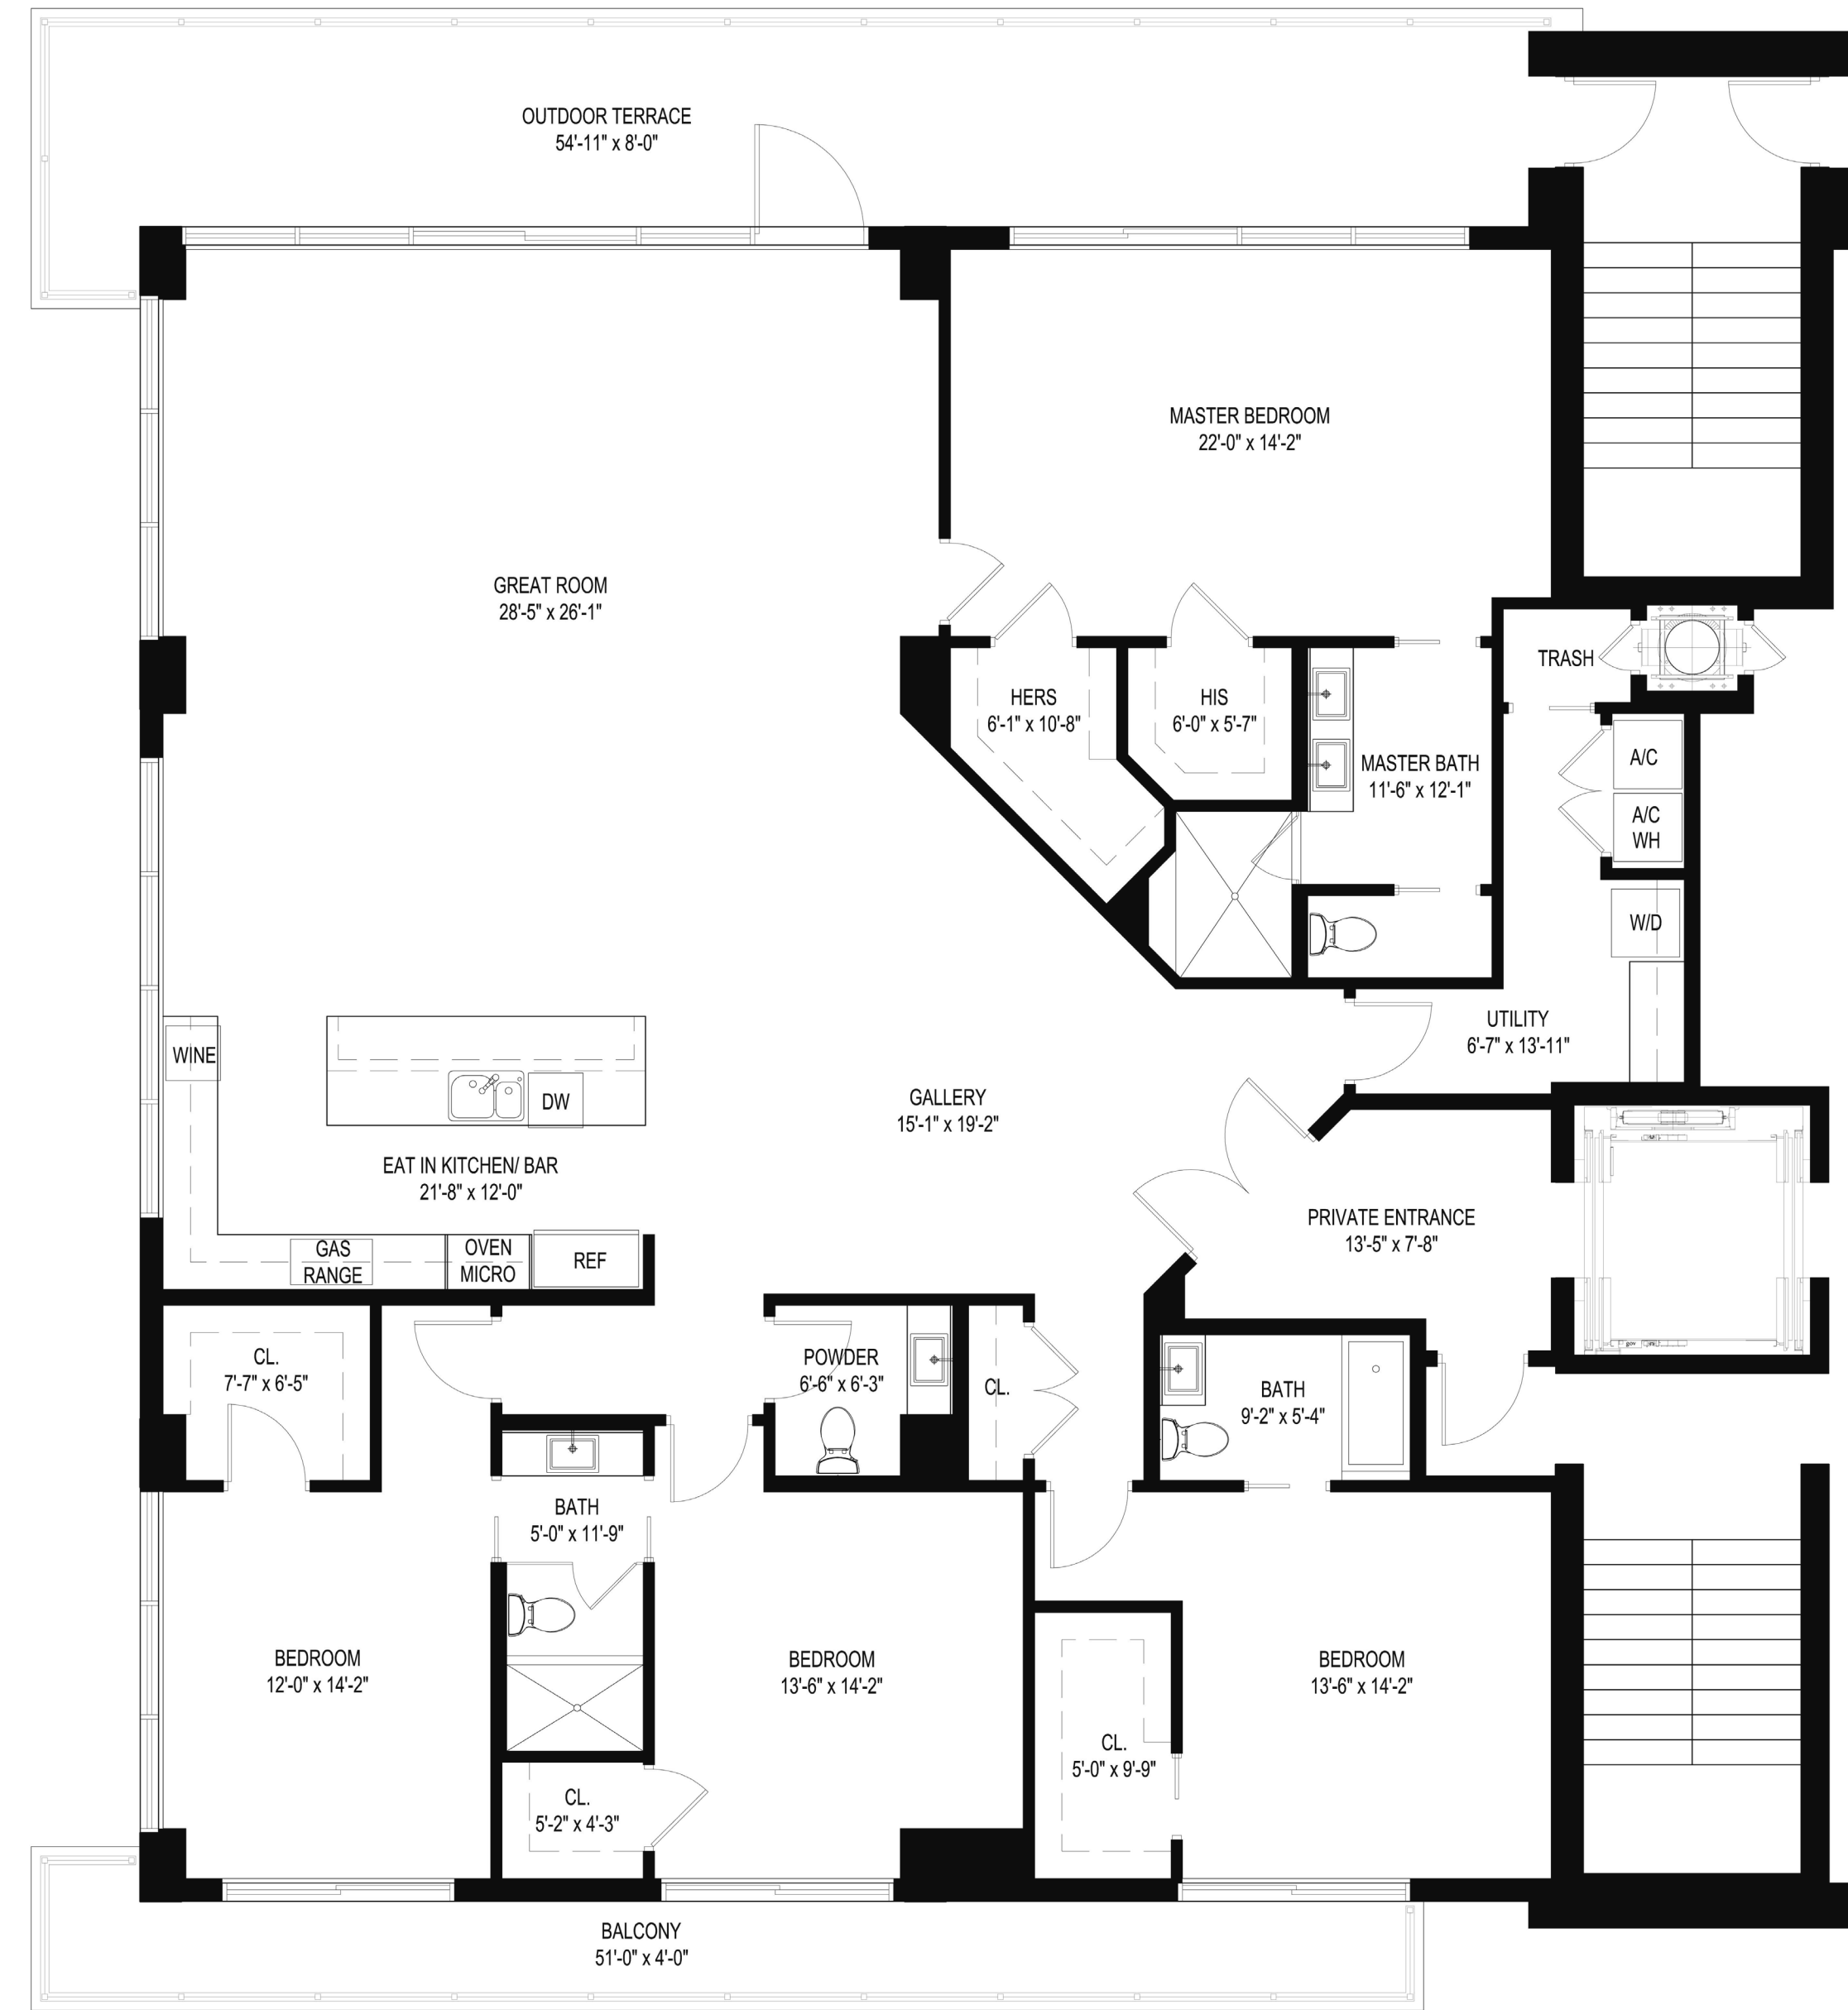 OUTDOOR TERRACE
54'-11" x 8'-0"
MASTER BEDROOM
22'-0" x 14'-2"
GREAT ROOM
28'-5" x 26'-1"
TRASH
HERS
6'-1" x 10'-8"
HIS
6'-0" x 5'-7"
MASTER BATH
11'-6" x 12'-1"
A/C
A/C
WH
W/D
UTILITY
6'-7" x 13'-11"
WINE
DW
GALLERY
15'-1" x 19'-2"
EAT IN KITCHEN/ BAR
21'-8" x 12'-0"
PRIVATE ENTRANCE
13'-5" x 7'-8"
GAS
RANGE
OVEN
MICRO
REF
CL.
7'-7" x 6'-5"
POWDER
6'-6" x 6'-3"
CL.
BATH
9'-2" x 5'-4"
BATH
5'-0" x 11'-9"
BEDROOM
12'-0" x 14'-2"
BEDROOM
13'-6" x 14'-2"
BEDROOM
13'-6" x 14'-2"
CL.
5'-0" x 9'-9"
CL.
5'-2" x 4'-3"
BALCONY
51'-0" x 4'-0"